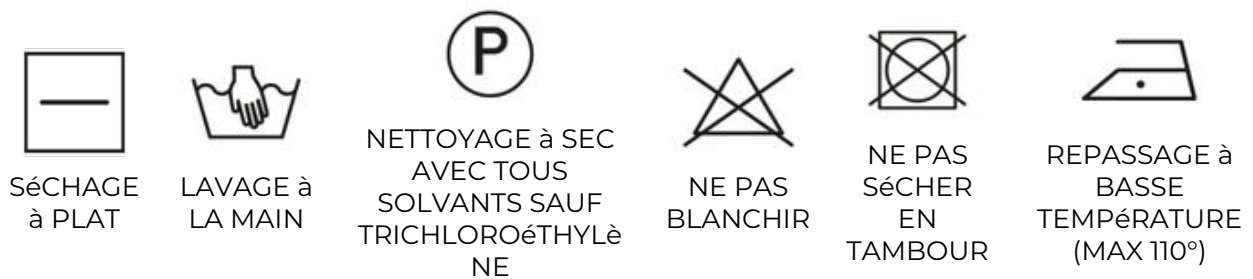 P
SéCHAGE
à PLAT
LAVAGE à
LA MAIN
NETTOYAGE à SEC
AVEC TOUS
SOLVANTS SAUF
TRICHLOROéTHYLè
NE
NE PAS
BLANCHIR
NE PAS
SéCHER
EN
TAMBOUR
REPASSAGE à
BASSE
TEMPéRATURE
(MAX 110°)